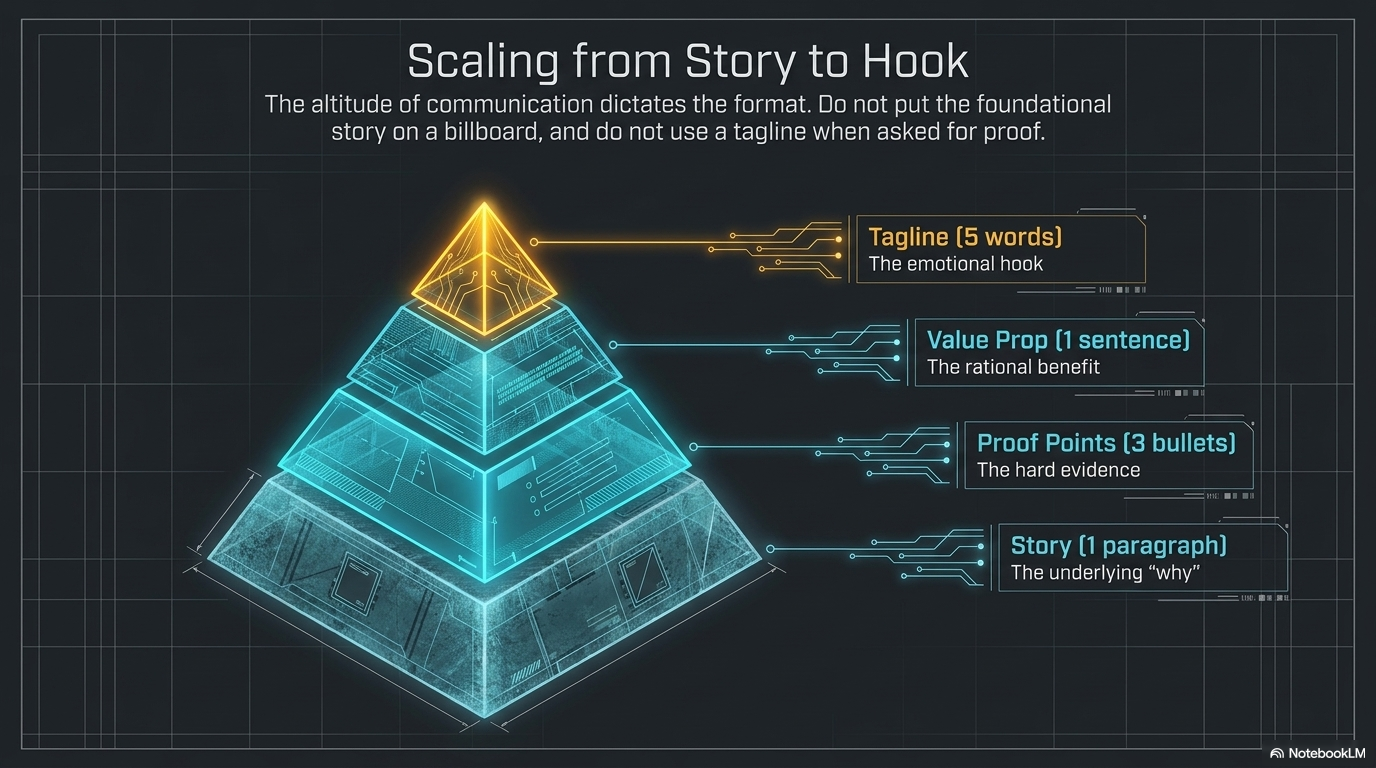 Scaling from Story to Hook
The altitude of communication dictates the format. Do not put the foundational
story on a billboard, and do not use a tagline when asked for proof.
Tagline (5 words)
The emotional hook
Value Prop (1 sentence)
The rational benefit
Proof Points (3 bullets)
The hard evidence
Story (1 paragraph)
The underlying “why”
NotebookLM